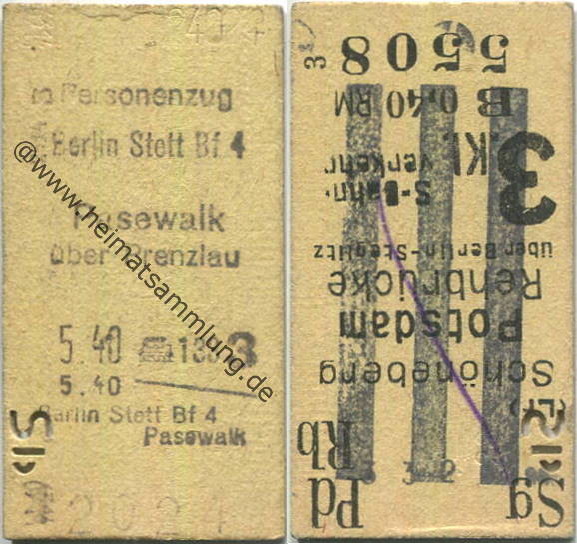 Personenzug
Berlin Stett Bf 4
Pasewalk
über Prenzlau
5.40 3
5.40
Berlin Stett Bf 4
Pasewalk
2024
@www.heimatsammlung.de
Sg Pd
Rb
Schöneberg
Potsdam
Rehbrücke
über Berlin-Steglitz
3 .Kl. S-Bahn-
verkehr
B 0,40 RM
5508
3